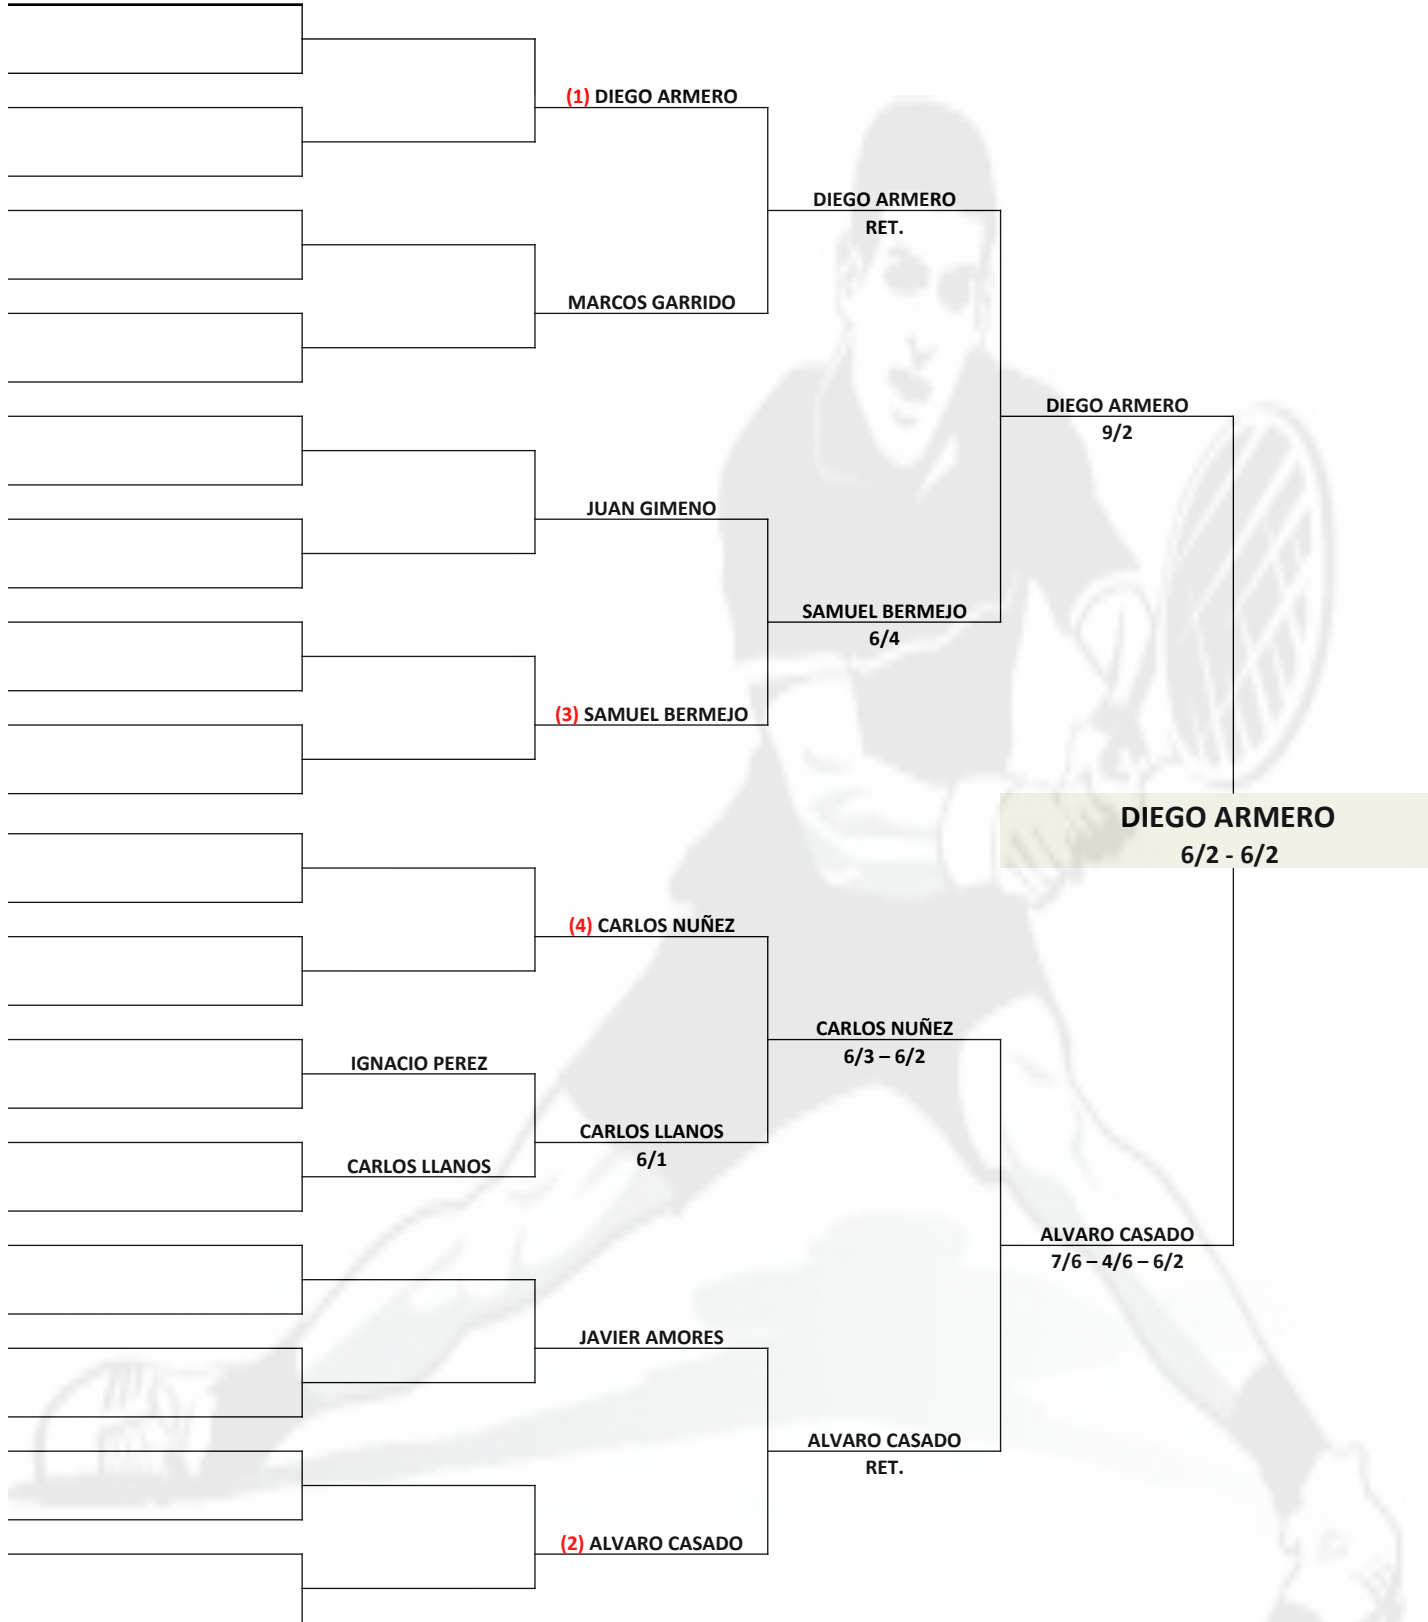 (1) DIEGO ARMERO
DIEGO ARMERO
RET.
MARCOS GARRIDO
DIEGO ARMERO
9/2
JUAN GIMENO
SAMUEL BERMEJO
6/4
(3) SAMUEL BERMEJO
DIEGO ARMERO
6/2 - 6/2
(4) CARLOS NUÑEZ
CARLOS NUÑEZ
6/3 – 6/2
IGNACIO PEREZ
CARLOS LLANOS
6/1
CARLOS LLANOS
ALVARO CASADO
7/6 – 4/6 – 6/2
JAVIER AMORES
ALVARO CASADO
RET.
(2) ALVARO CASADO